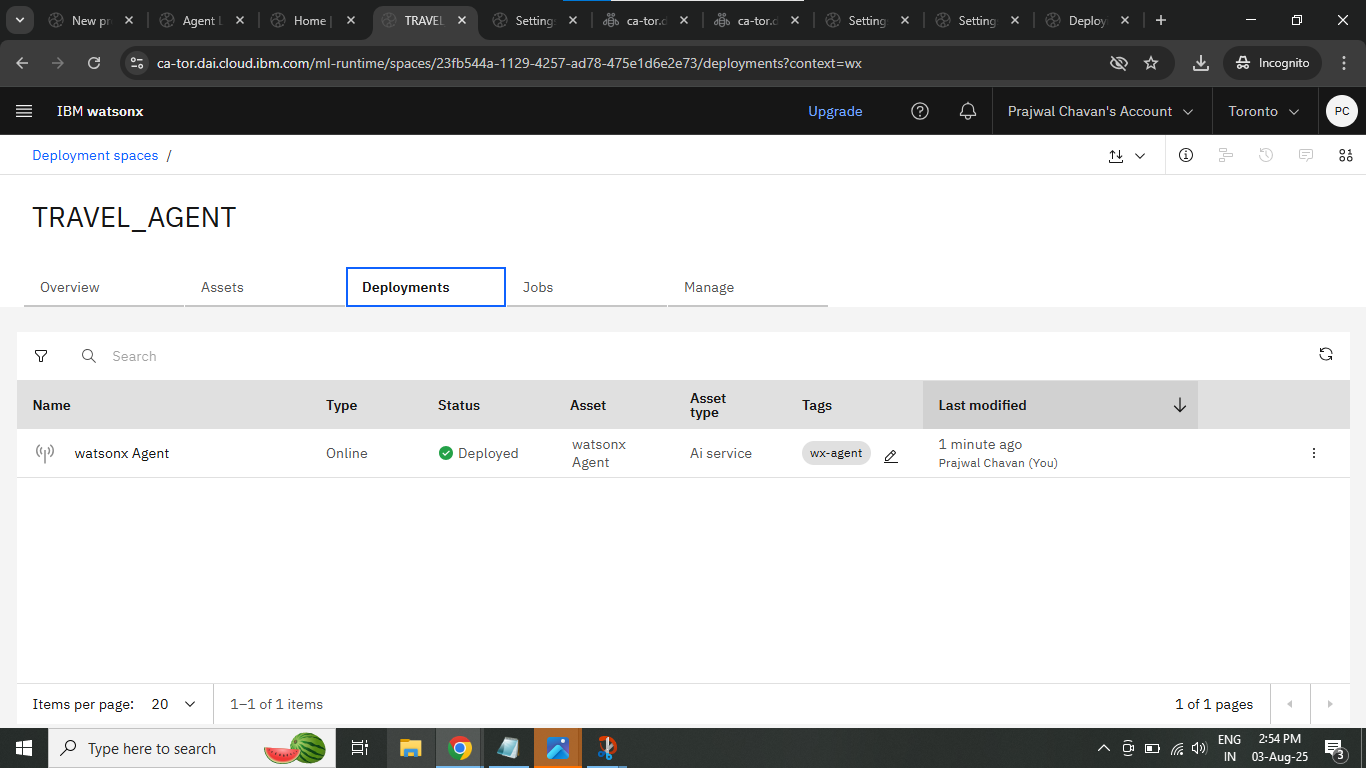 New pr
Agent L
Home |
TRAVEL
Setting
ca-tor.d
ca-tor.d
Setting
Setting
Deploy
ca-tor.dai.cloud.ibm.com/ml-runtime/spaces/23fb544a-1129-4257-ad78-475e1d6e2e73/deployments?context=wx
Incognito
IBM watsonx
Upgrade
Prajwal Chavan's Account
Toronto
PC
Deployment spaces /
TRAVEL_AGENT
Overview
Assets
Deployments
Jobs
Manage
Search
Name
Type
Status
Asset
Asset
type
Tags
Last modified
watsonx Agent
Online
Deployed
watsonx
Agent
Ai service
wx-agent
1 minute ago
Prajwal Chavan (You)
Items per page: 20
1–1 of 1 items
1 of 1 pages
Type here to search
ENG
IN
2:54 PM
03-Aug-25
3